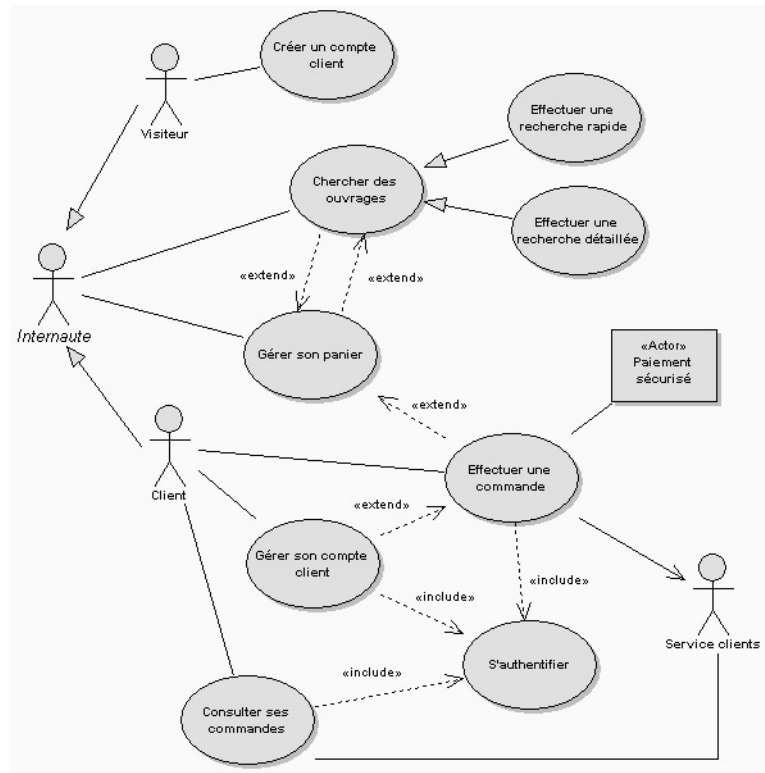 Créer un compte
client
Visiteur
Effectuer une
recherche rapide
Chercher des
ouvrages
Effectuer une
recherche détaillée
«extend»
«extend»
Internaute
Gérer son panier
«Actor»
Paiement
sécurisé
«extend»
Client
Effectuer une
commande
«extend»
Gérer son compte
client
«include»
«include»
Service clients
S'authentifier
«include»
Consulter ses
commandes